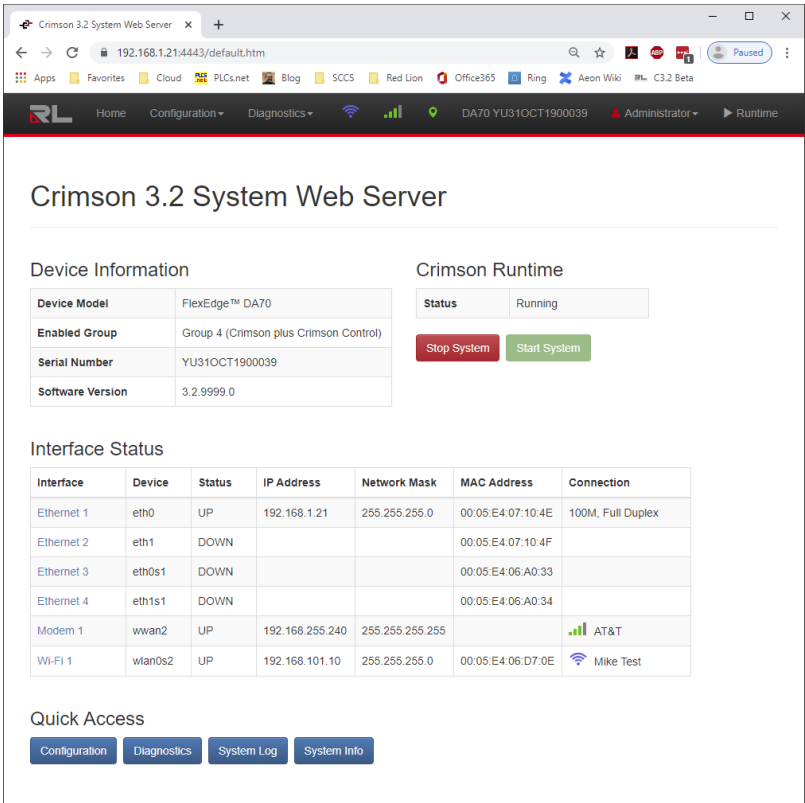 Crimson 3.2 System Web Server
192.168.1.21:4443/default.htm
ABP
1
Paused
Apps Favorites Cloud PLCS.net PLCs.net Blog SCCS Red Lion Office365 Ring Aeon Wiki RL C3.2 Beta
RL Home Configuration Diagnostics DA70 YU31OCT1900039 Administrator Runtime
Crimson 3.2 System Web Server
Device Information
Device Model FlexEdge™ DA70
Enabled Group Group 4 (Crimson plus Crimson Control)
Serial Number YU31OCT1900039
Software Version 3.2.9999.0
Crimson Runtime
Status Running
Stop System Start System
Interface Status
Interface Device Status IP Address Network Mask MAC Address Connection
Ethernet 1 eth0 UP 192.168.1.21 255.255.255.0 00:05:E4:07:10:4E 100M, Full Duplex
Ethernet 2 eth1 DOWN 00:05:E4:07:10:4F
Ethernet 3 eth0s1 DOWN 00:05:E4:06:A0:33
Ethernet 4 eth1s1 DOWN 00:05:E4:06:A0:34
Modem 1 wwan2 UP 192.168.255.240 255.255.255.255 AT&T
Wi-Fi 1 wlan0s2 UP 192.168.101.10 255.255.255.0 00:05:E4:06:D7:0E Mike Test
Quick Access
Configuration Diagnostics System Log System Info